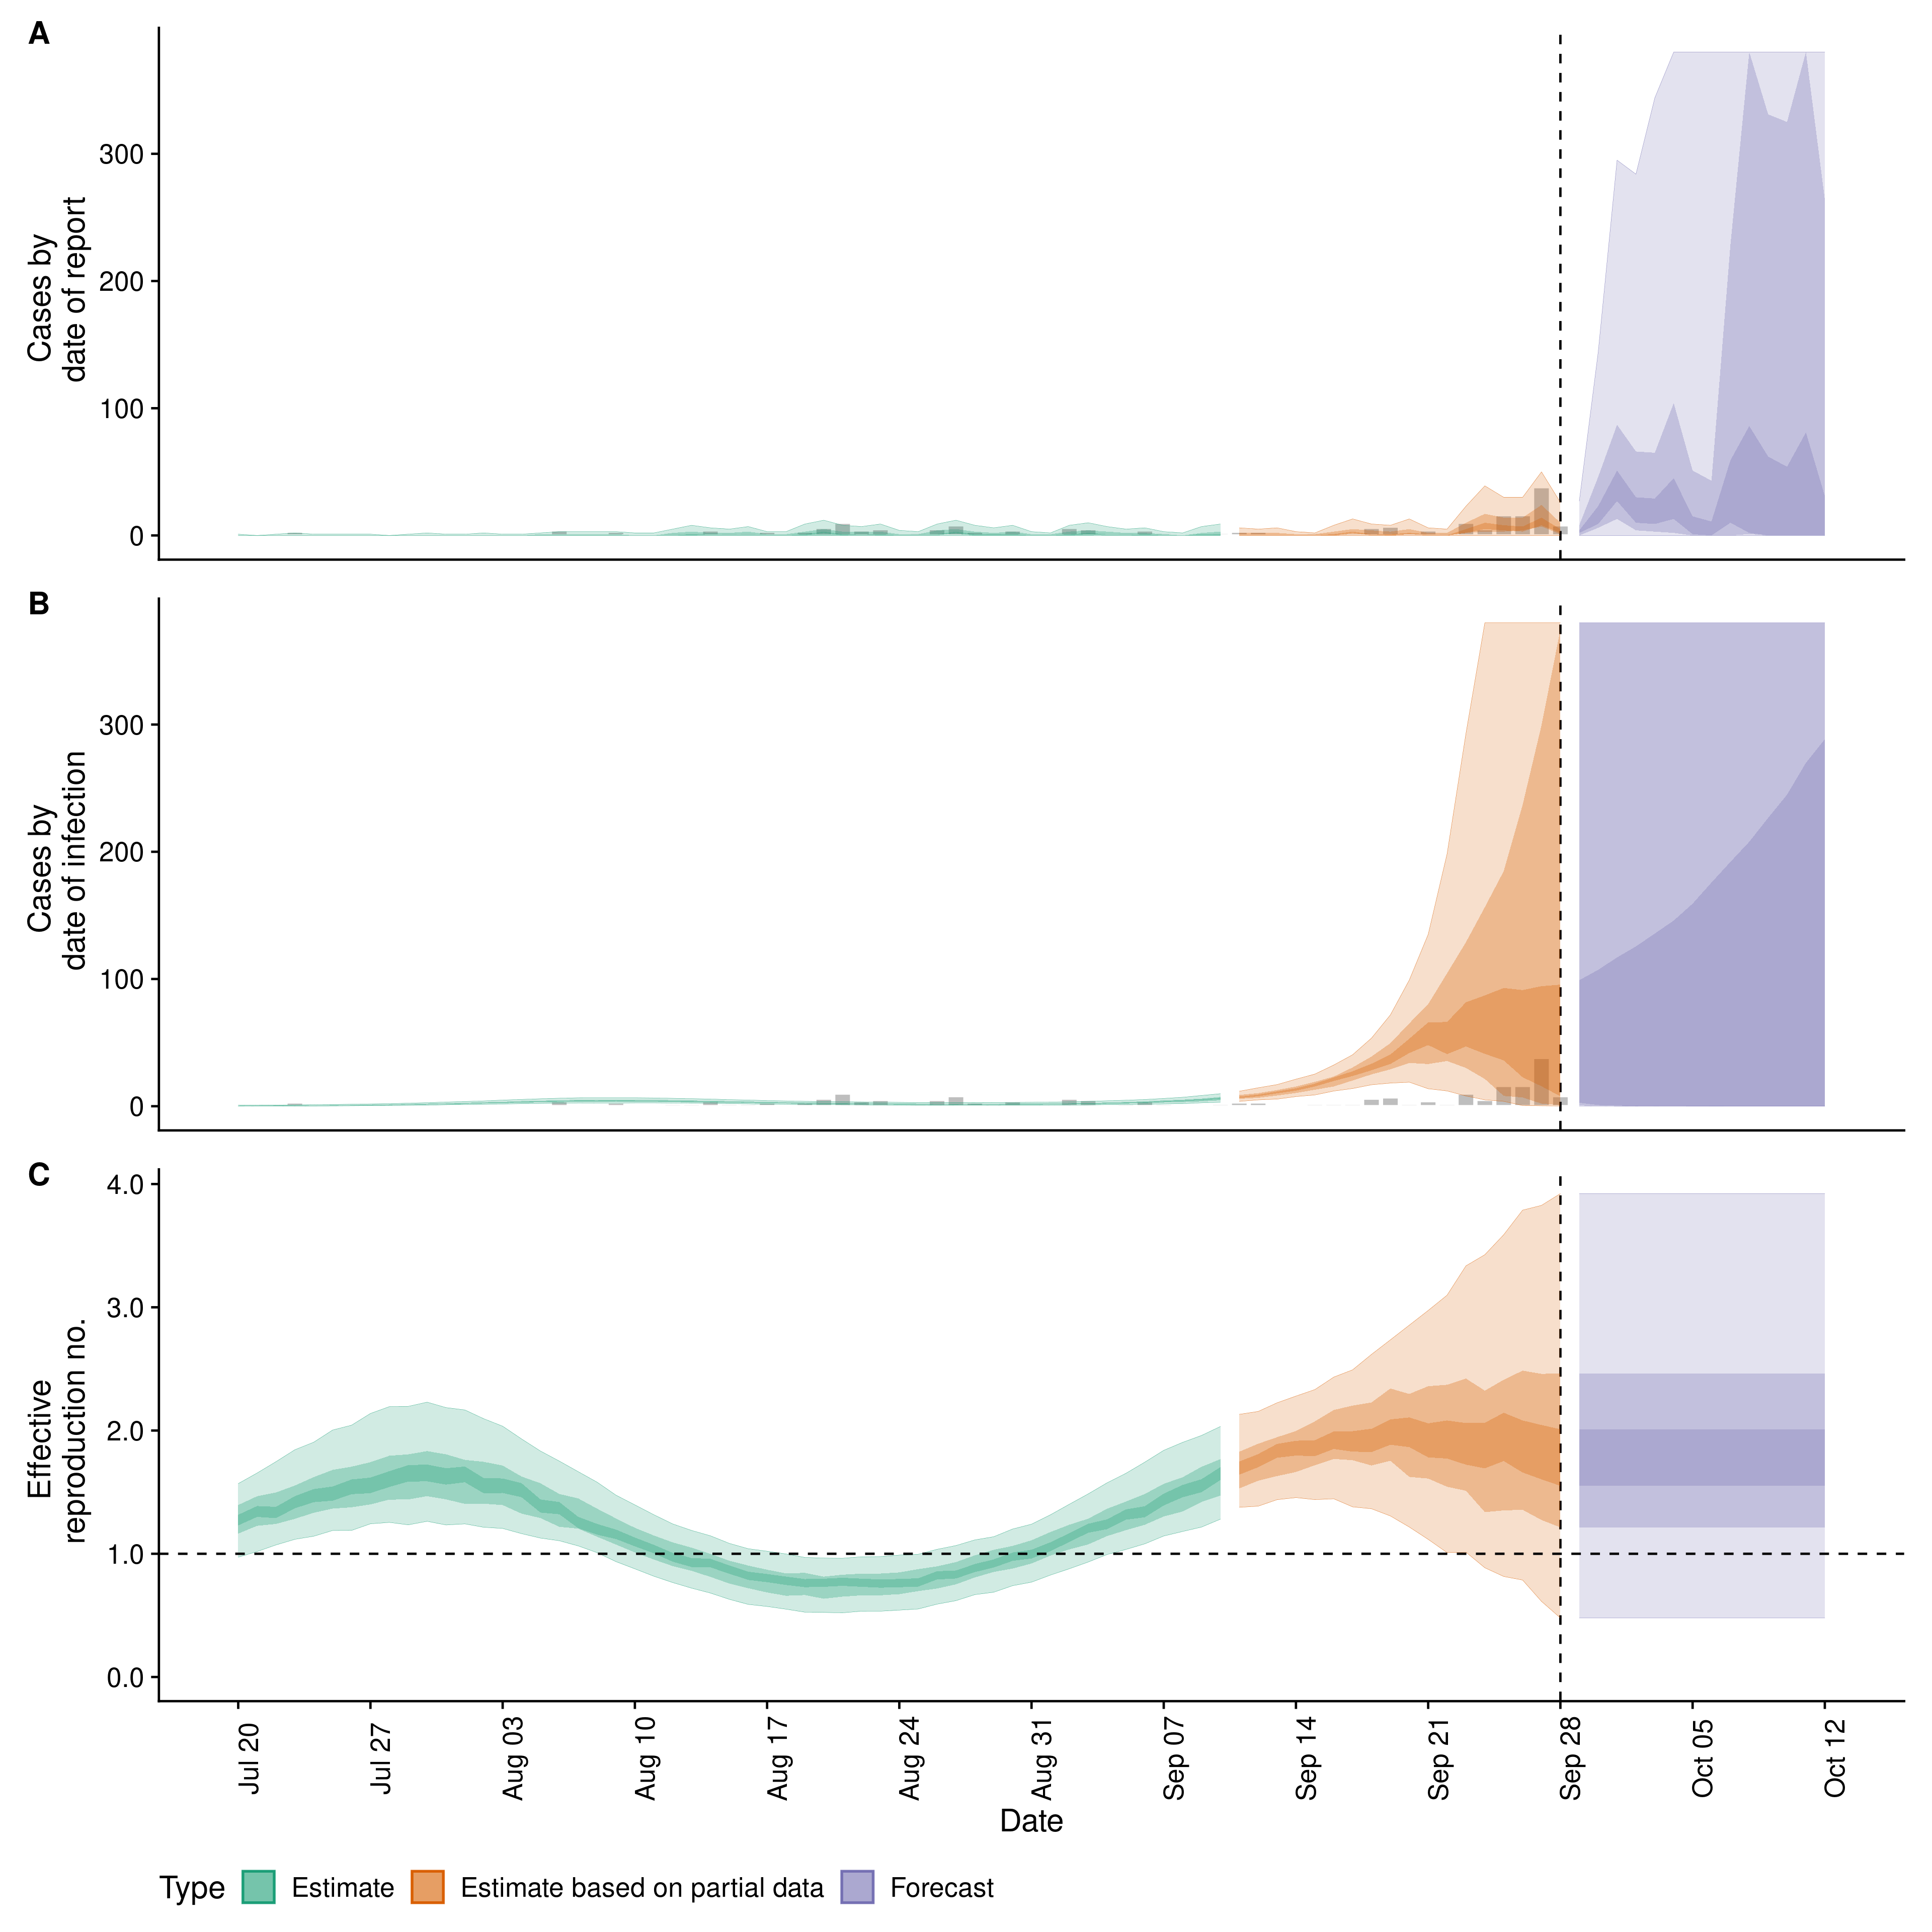 A
Cases by
date of report
300
200
100
0
B
Cases by
date of infection
300
200
100
0
C
Effective
reproduction no.
4.0
3.0
2.0
1.0
0.0
Jul 20
Jul 27
Aug 03
Aug 10
Aug 17
Aug 24
Aug 31
Sep 07
Sep 14
Sep 21
Sep 28
Oct 05
Oct 12
Date
Type Estimate Estimate based on partial data Forecast